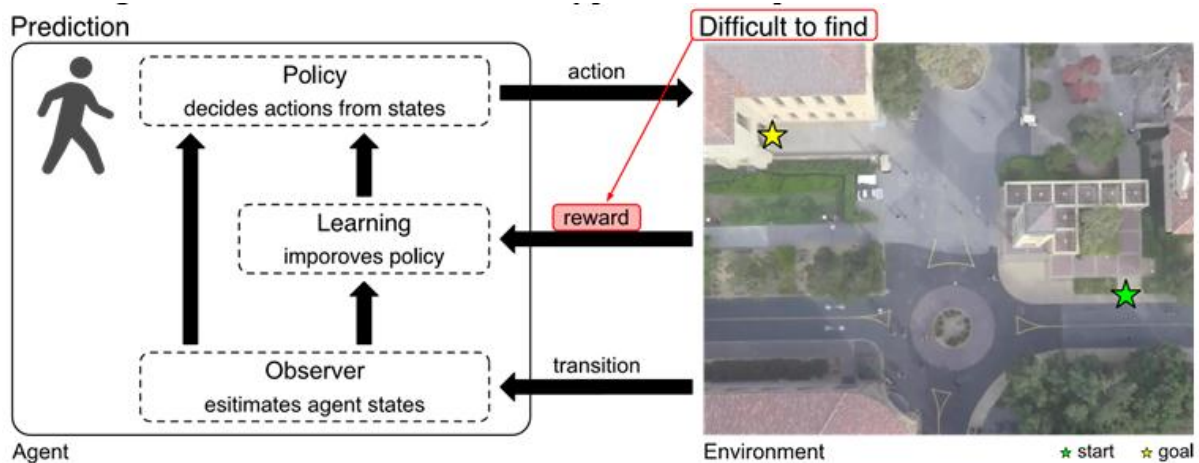 Prediction
Difficult to find
Policy
decides actions from states
action
Learning
imporoves policy
reward
Observer
esitimates agent states
transition
Agent
Environment
start
goal